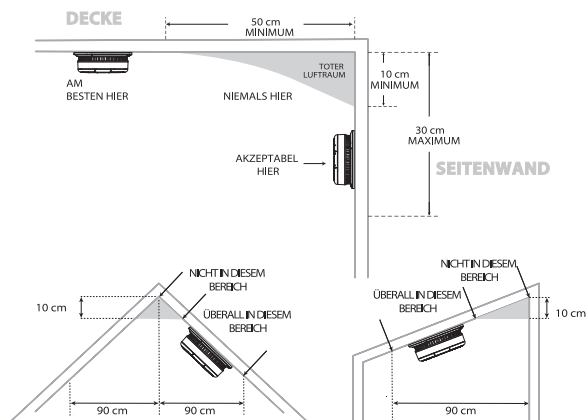 DECKE
50 cm
MINIMUM
TOTER
LUFTRAUM
10 cm
MINIMUM
AM
BESTEN HIER
NIEMALS HIER
30 cm
MAXIMUM
AKZEPTABEL
HIER
SEITENWAND
NICHT IN DIESEM
BEREICH
10 cm
ÜBERALL IN DIESEM
BEREICH
90 cm
90 cm
NICHT IN DIESEM
BEREICH
ÜBERALL IN DIESEM
BEREICH
10 cm
90 cm